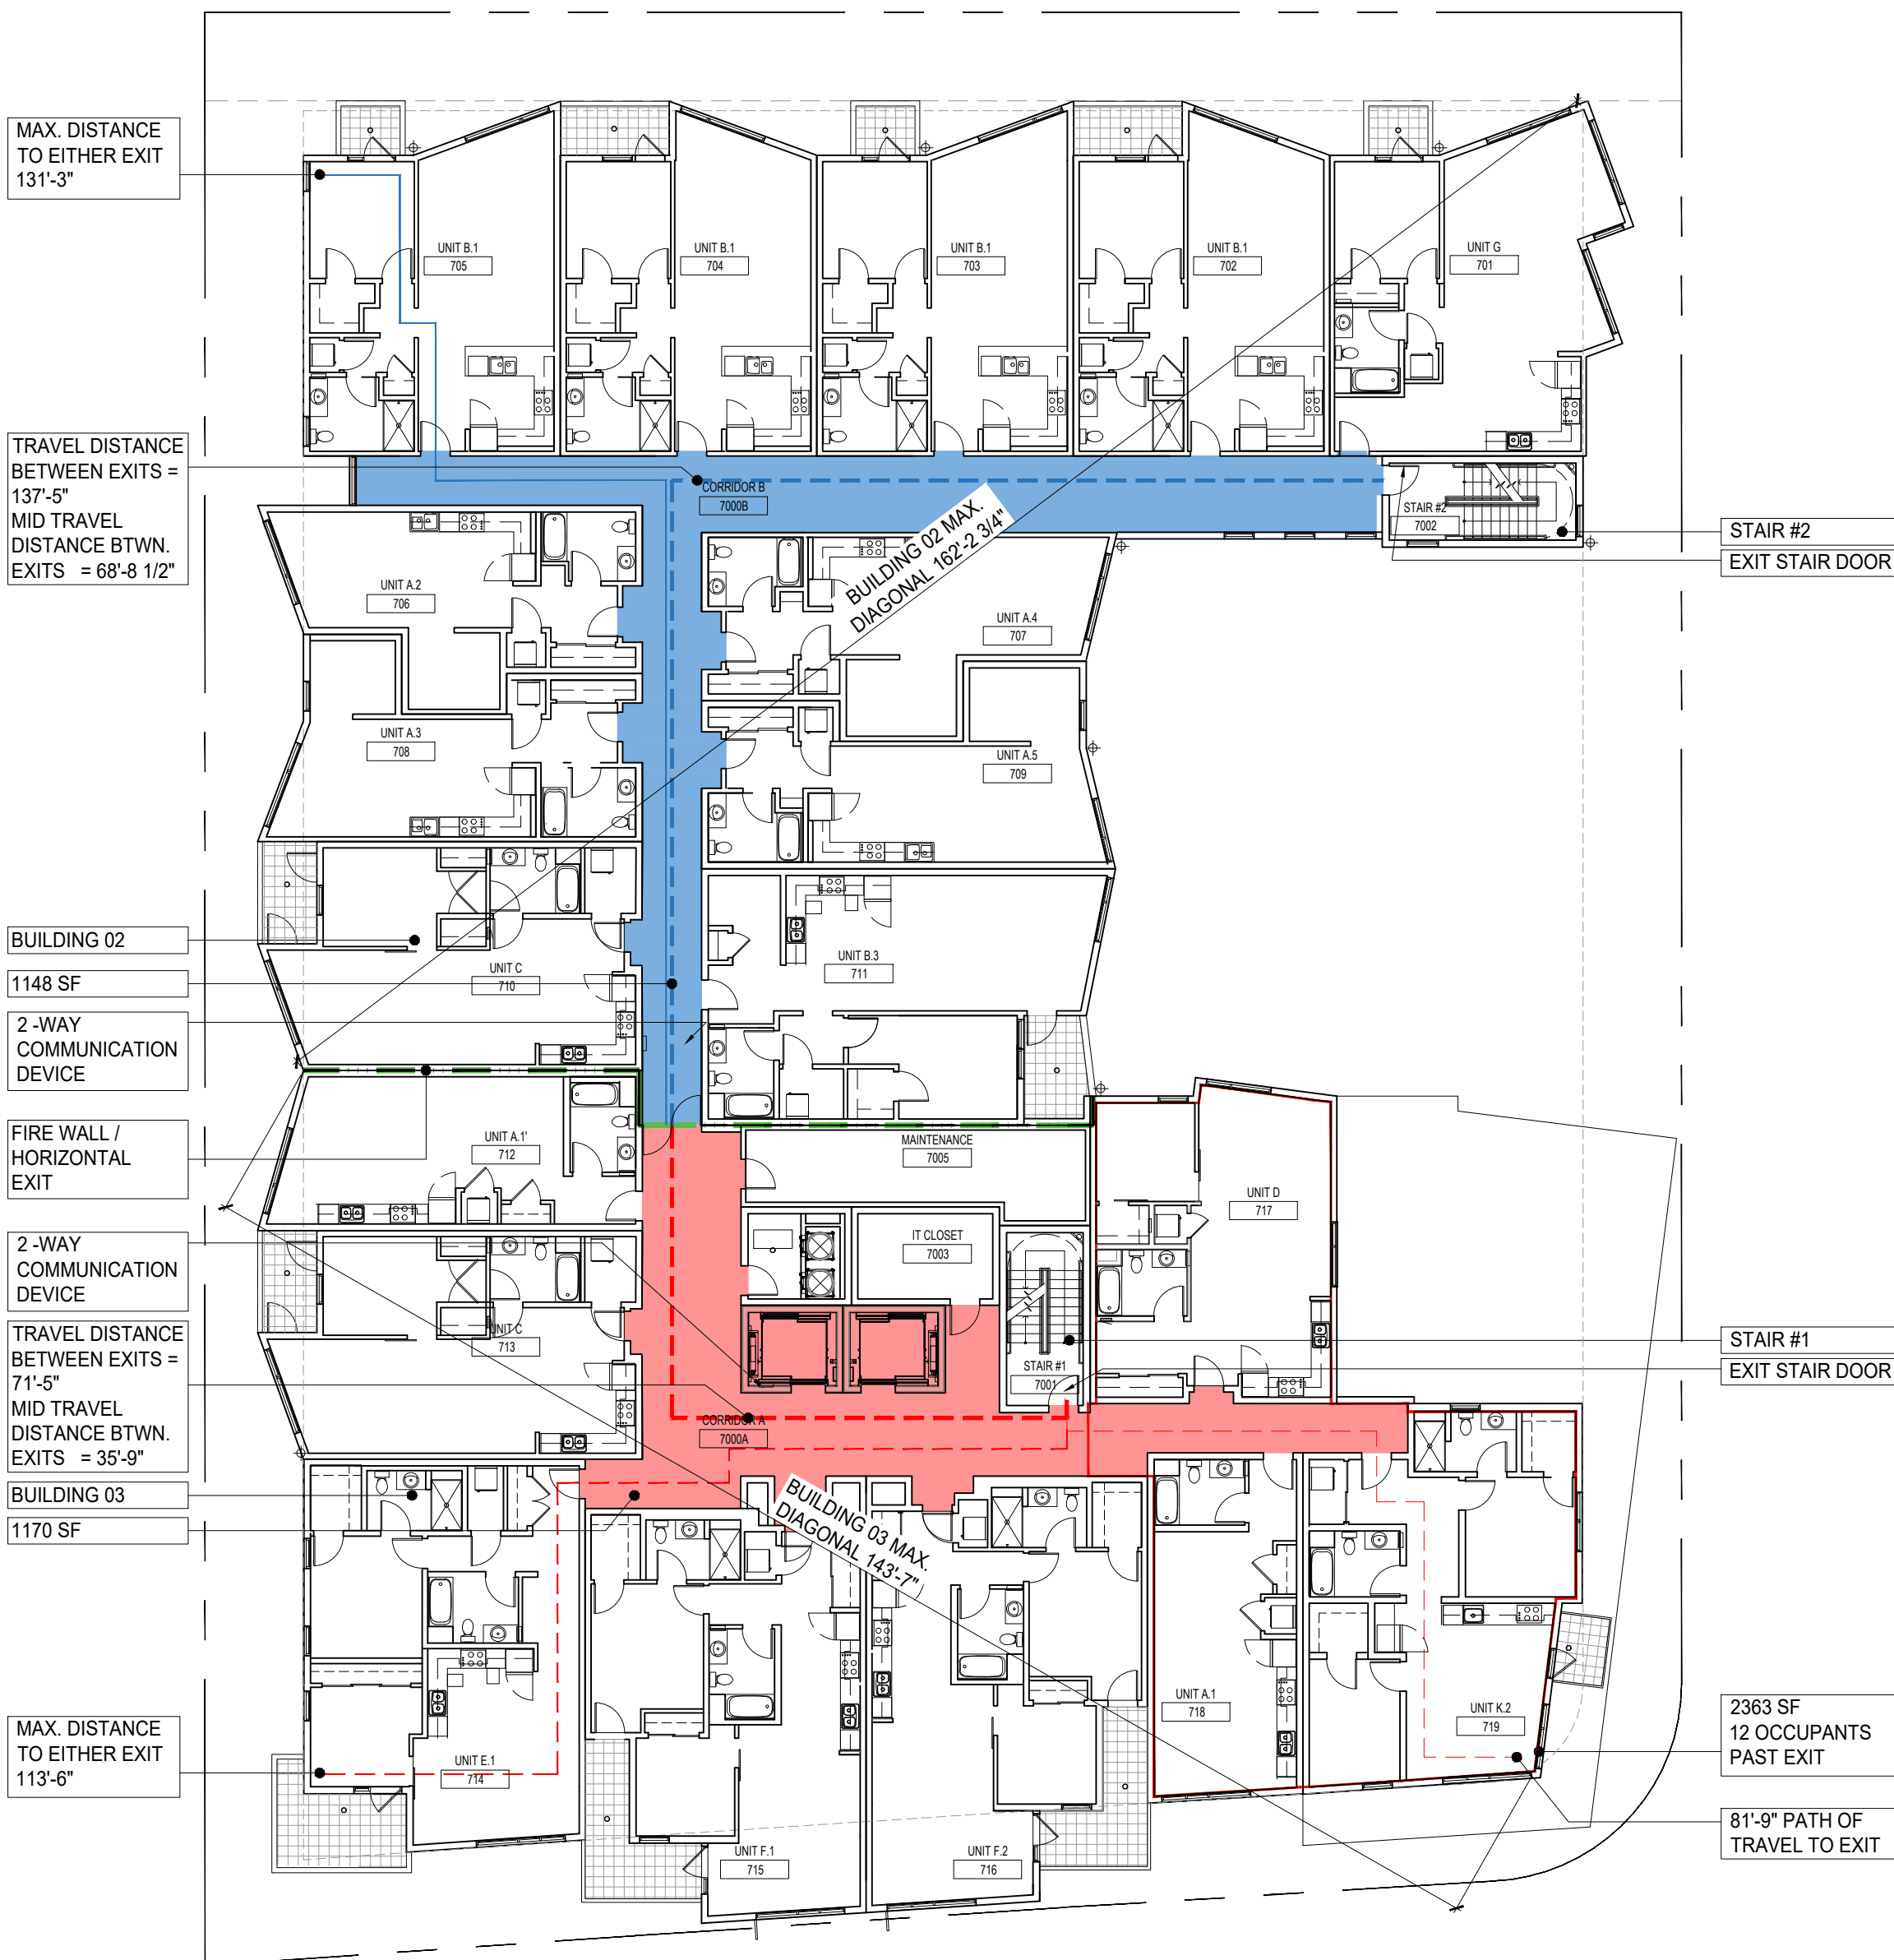 MAX. DISTANCE
TO EITHER EXIT
131'-3"
TRAVEL DISTANCE
BETWEEN EXITS =
137'-5"
MID TRAVEL
DISTANCE BTWN.
EXITS = 68'-8 1/2"
BUILDING 02
1148 SF
2 -WAY
COMMUNICATION
DEVICE
FIRE WALL /
HORIZONTAL
EXIT
2 -WAY
COMMUNICATION
DEVICE
TRAVEL DISTANCE
BETWEEN EXITS =
71'-5"
MID TRAVEL
DISTANCE BTWN.
EXITS = 35'-9"
BUILDING 03
1170 SF
MAX. DISTANCE
TO EITHER EXIT
113'-6"
UNIT B.1
705
UNIT B.1
704
UNIT B.1
703
UNIT B.1
702
UNIT G
701
CORRIDOR B
7000B
STAIR #2
7002
BUILDING 02 MAX.
DIAGONAL 162'-2 3/4"
UNIT A.2
706
UNIT A.4
707
UNIT A.3
708
UNIT A.5
709
UNIT C
710
UNIT B.3
711
UNIT A.1'
712
MAINTENANCE
7005
UNIT D
717
IT CLOSET
7003
UNIT C
713
STAIR #1
7001
CORRIDOR A
7000A
BUILDING 03 MAX.
DIAGONAL 143'-7"
UNIT E.1
714
UNIT F.1
715
UNIT F.2
716
UNIT A.1
718
UNIT K.2
719
STAIR #2
EXIT STAIR DOOR
STAIR #1
EXIT STAIR DOOR
2363 SF
12 OCCUPANTS
PAST EXIT
81'-9" PATH OF
TRAVEL TO EXIT